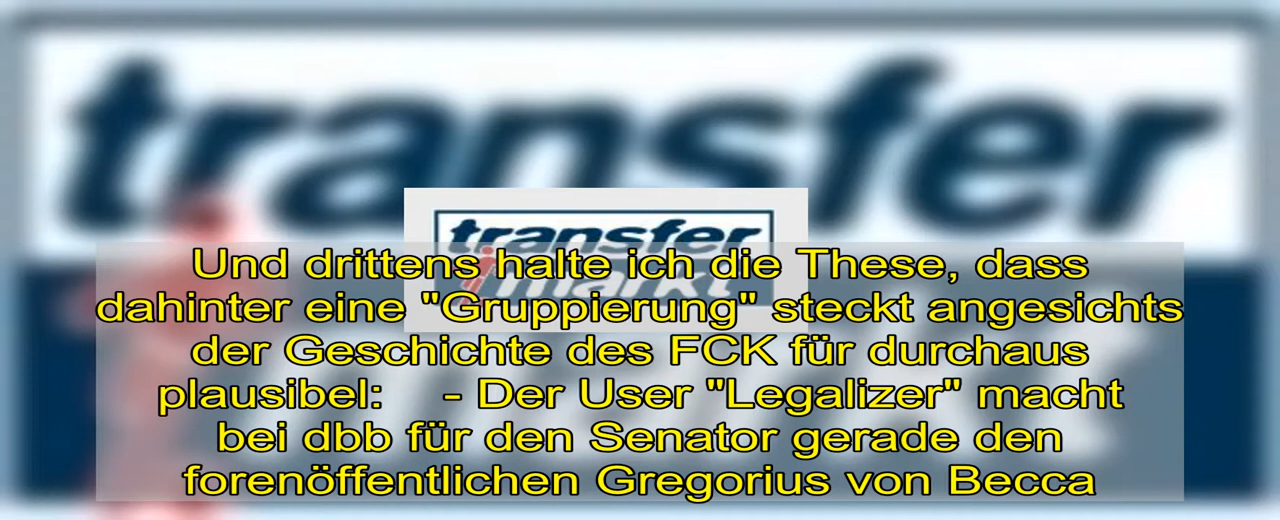 transfer
transfer
markt
Und drittens halte ich die These, dass
dahinter eine "Gruppierung" steckt angesichts
der Geschichte des FCK für durchaus
plausibel: - Der User "Legalizer" macht
bei dbb für den Senator gerade den
forenöffentlichen Gregorius von Becca